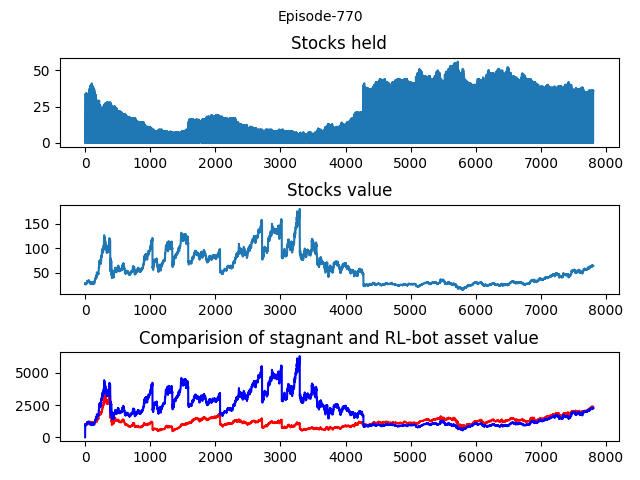 Episode-770
Stocks held
50
25
0
0 1000 2000 3000 4000 5000 6000 7000 8000
Stocks value
150
100
50
0 1000 2000 3000 4000 5000 6000 7000 8000
Comparision of stagnant and RL-bot asset value
5000
2500
0
0 1000 2000 3000 4000 5000 6000 7000 8000